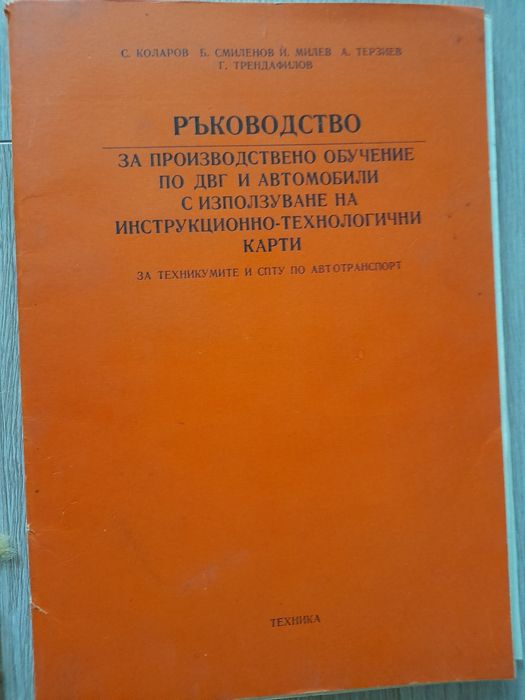 С. КОЛАРОВ Б. СМИЛЕНОВ Й. МИЛЕВ А. ТЕРЗИЕВ
Г. ТРЕНДАФИЛОВ
РЪКОВОДСТВО
ЗА ПРОИЗВОДСТВЕНО ОБУЧЕНИЕ
ПО ДВГ И АВТОМОБИЛИ
С ИЗПОЛЗУВАНЕ НА
ИНСТРУКЦИОННО-ТЕХНОЛОГИЧНИ
КАРТИ
ЗА ТЕХНИКУМИТЕ И СПТУ ПО АВТОТРАНСПОРТ
ТЕХНИКА